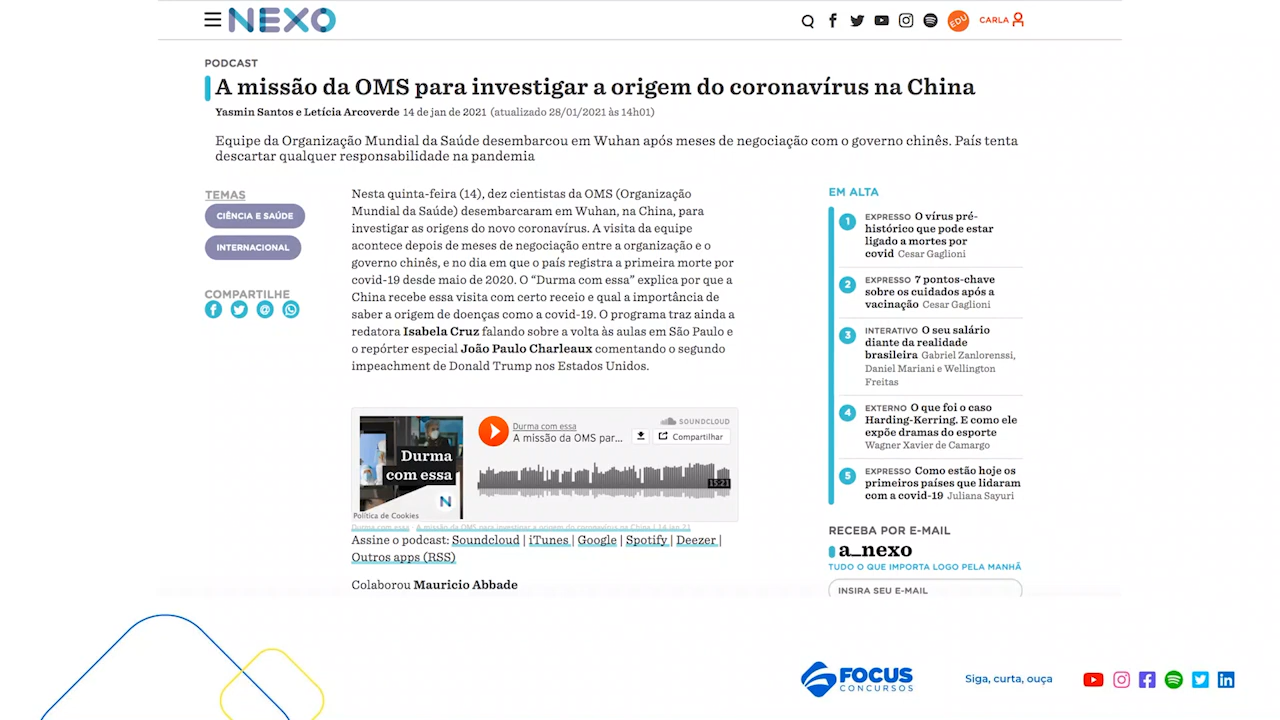 NEXO
EDU
CARLA
PODCAST
A missão da OMS para investigar a origem do coronavírus na China
Yasmin Santos e Letícia Arcoverde 14 de jan de 2021 (atualizado 28/01/2021 às 14h01)
Equipe da Organização Mundial da Saúde desembarcou em Wuhan após meses de negociação com o governo chinês. País tenta
descartar qualquer responsabilidade na pandemia
TEMAS
CIÊNCIA E SAÚDE
INTERNACIONAL
COMPARTILHE
Nesta quinta-feira (14), dez cientistas da OMS (Organização
Mundial da Saúde) desembarcaram em Wuhan, na China, para
investigar as origens do novo coronavírus. A visita da equipe
acontece depois de meses de negociação entre a organização e o
governo chinês, e no dia em que o país registra a primeira morte por
covid-19 desde maio de 2020. O “Durma com essa” explica por que a
China recebe essa visita com certo receio e qual a importância de
saber a origem de doenças como a covid-19. O programa traz ainda a
redatora Isabela Cruz falando sobre a volta às aulas em São Paulo e
o repórter especial João Paulo Charleaux comentando o segundo
impeachment de Donald Trump nos Estados Unidos.
Durma
com essa
N
Política de Cookies
Durma com essa
A missão da OMS par...
SOUNDCLOUD
Compartilhar
15:21
Durma com essa · A missão da OMS para investigar a origem do coronavírus na China | 14.jan.21
Assine o podcast: Soundcloud | iTunes | Google | Spotify | Deezer |
Outros apps (RSS)
Colaborou Mauricio Abbade
EM ALTA
1 EXPRESSO O vírus pré-
histórico que pode estar
ligado a mortes por
covid Cesar Gaglioni
2 EXPRESSO 7 pontos-chave
sobre os cuidados após a
vacinação Cesar Gaglioni
3 INTERATIVO O seu salário
diante da realidade
brasileira Gabriel Zanlorenssi,
Daniel Mariani e Wellington
Freitas
4 EXTERNO O que foi o caso
Harding-Kerring. E como ele
expõe dramas do esporte
Wagner Xavier de Camargo
5 EXPRESSO Como estão hoje os
primeiros países que lidaram
com a covid-19 Juliana Sayuri
RECEBA POR E-MAIL
a_nexo
TUDO O QUE IMPORTA LOGO PELA MANHÃ
INSIRA SEU E-MAIL
FOCUS
CONCURSOS
Siga, curta, ouça